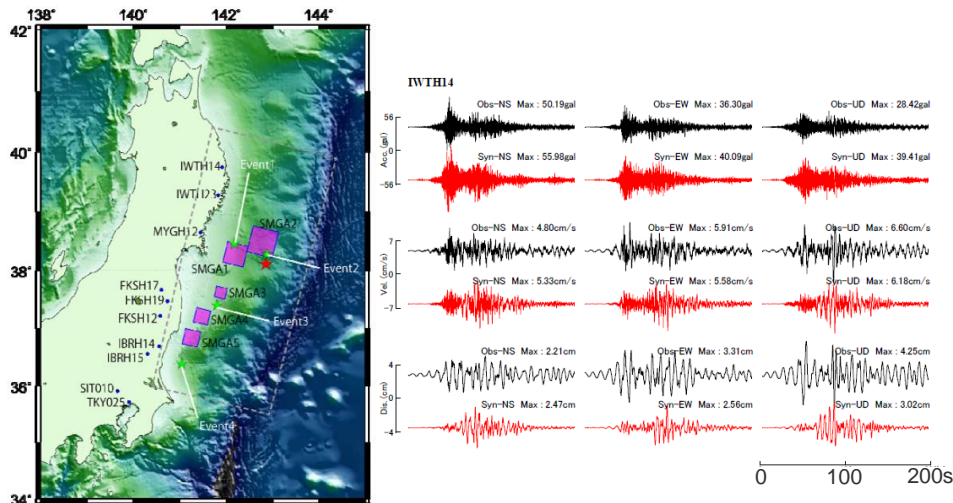 138° 140° 142° 144°
42°
40°
38°
36°
34°
IWTH14
Event1
IWTH23
SMGA2
MYGH12
SMGA1
Event2
FKSH17
SMGA3
FKSH19
FKSH12
SMGA4
Event3
IBRH14
SMGA5
IBRH15
SIT010
TKY025
Event4
IWTH14
Obs-NS Max : 50.19gal Obs-EW Max : 36.30gal Obs-UD Max : 28.42gal
56
Acc. (gal)
0
-56
Syn-NS Max : 55.98gal Syn-EW Max : 40.09gal Syn-UD Max : 39.41gal
Obs-NS Max : 4.80cm/s Obs-EW Max : 5.91cm/s Obs-UD Max : 6.60cm/s
7
Vel. (cm/s)
0
-7
Syn-NS Max : 5.33cm/s Syn-EW Max : 5.58cm/s Syn-UD Max : 6.18cm/s
Obs-NS Max : 2.21cm Obs-EW Max : 3.31cm Obs-UD Max : 4.25cm
4
Dis. (cm)
0
-4
Syn-NS Max : 2.47cm Syn-EW Max : 2.56cm Syn-UD Max : 3.02cm
0 100 200s